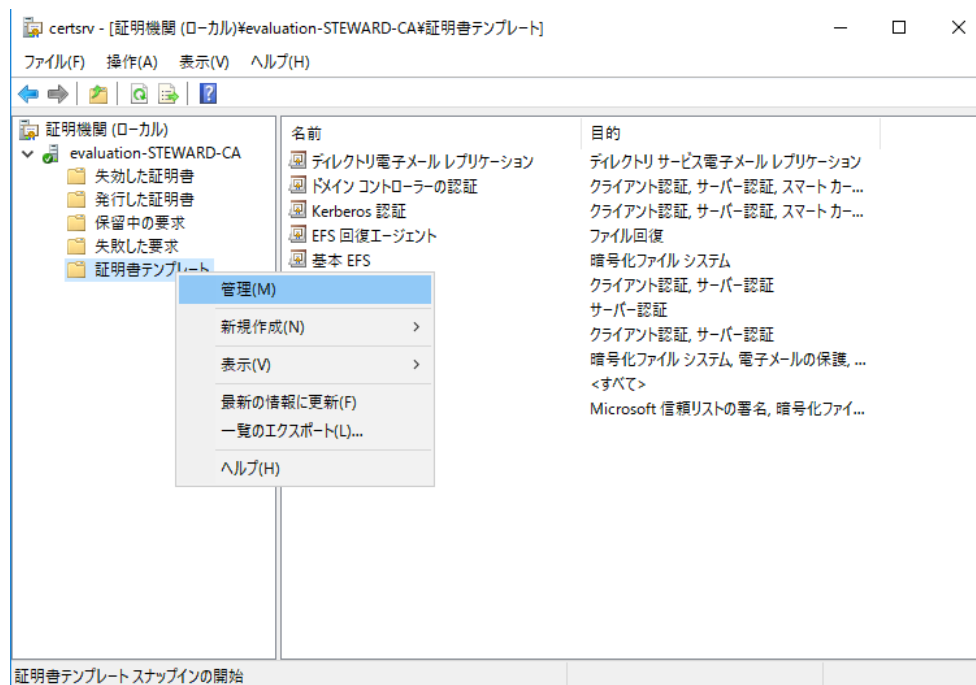 certsrv - [証明機関 (ローカル)¥evaluation-STEWARD-CA¥証明書テンプレート]
ファイル(F) 操作(A) 表示(V) ヘルプ(H)
証明機関 (ローカル)
evaluation-STEWARD-CA
失効した証明書
発行した証明書
保留中の要求
失敗した要求
証明書テンプレート
管理(M)
新規作成(N)
表示(V)
最新の情報に更新(F)
一覧のエクスポート(L)...
ヘルプ(H)
名前 目的
ディレクトリ電子メール レプリケーション ディレクトリ サービス電子メール レプリケーション
ドメイン コントローラーの認証 クライアント認証, サーバー認証, スマート カー...
Kerberos 認証 クライアント認証, サーバー認証, スマート カー...
EFS 回復エージェント ファイル回復
基本 EFS 暗号化ファイル システム
クライアント認証, サーバー認証
サーバー認証
クライアント認証, サーバー認証
暗号化ファイル システム, 電子メールの保護, ...
<すべて>
Microsoft 信頼リストの署名, 暗号化ファイ...
証明書テンプレート スナップインの開始